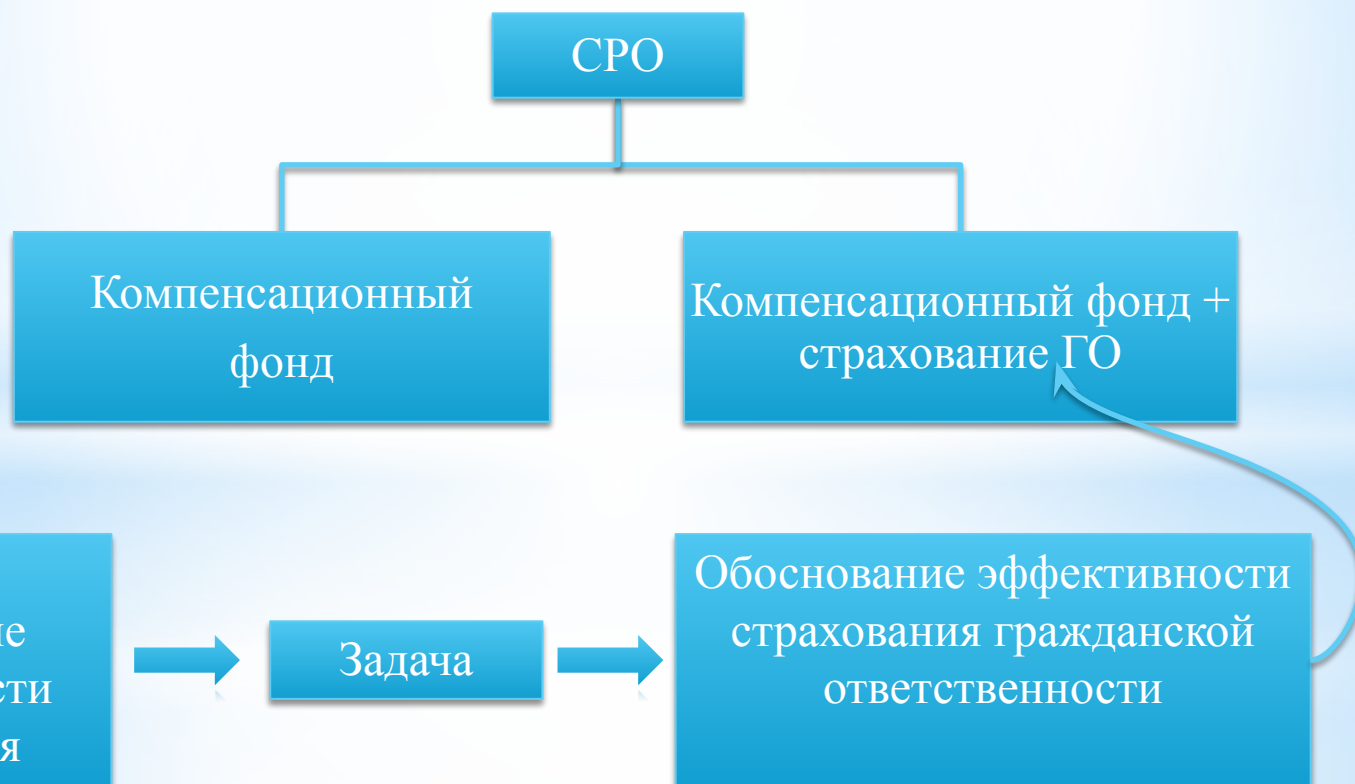 СРО
Компенсационный
фонд
Компенсационный фонд +
страхование ГО
Задача
Обоснование эффективности
страхования гражданской
ответственности